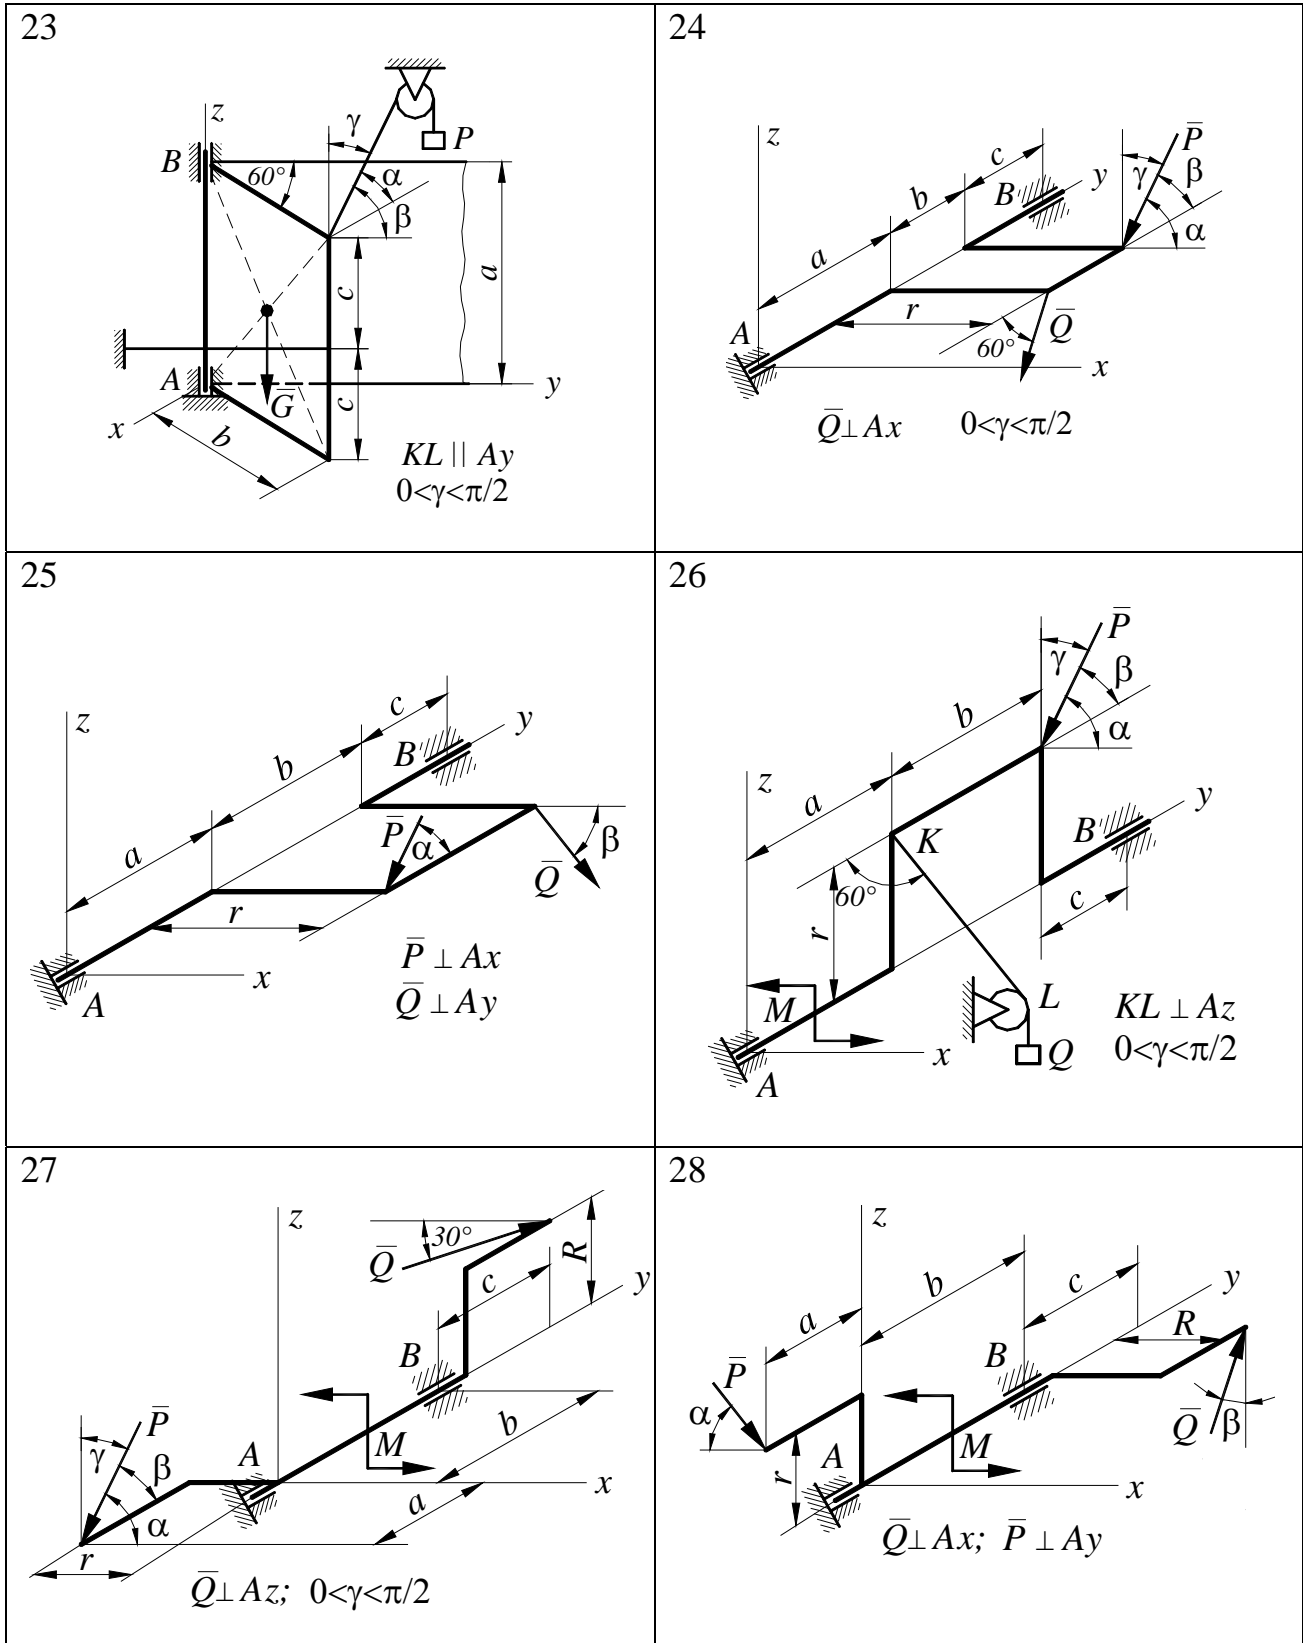 23
z
γ
P
B
60°
α
β
c
a
A
G̅
c
y
x
b
KL || Ay
0<γ<π/2
24
z
c
P̅
b
B
y
γ
β
a
α
r
Q̅
A
60°
x
Q̅⊥Ax 0<γ<π/2
25
z
c
y
b
B
a
P̅
α
β
Q̅
r
x
P̅ ⊥ Ax
Q̅ ⊥ Ay
A
26
P̅
γ
β
b
α
z
a
y
K
B
60°
r
c
M
L
KL ⊥ Az
x
Q
0<γ<π/2
A
27
z
30°
Q̅
R
c
y
B
P̅
γ
β
A
M
b
x
α
a
r
Q̅⊥Az; 0<γ<π/2
28
z
b
c
y
a
B
R
P̅
α
A
M
Q̅
β
r
x
Q̅⊥Ax; P̅ ⊥ Ay